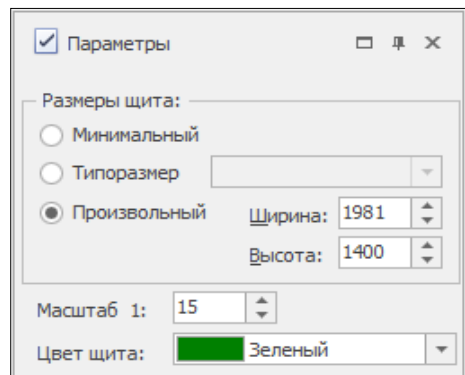 Параметры
Размеры щита:
Минимальный
Типоразмер
Произвольный Ширина: 1981
Высота: 1400
Масштаб 1: 15
Цвет щита: Зеленый